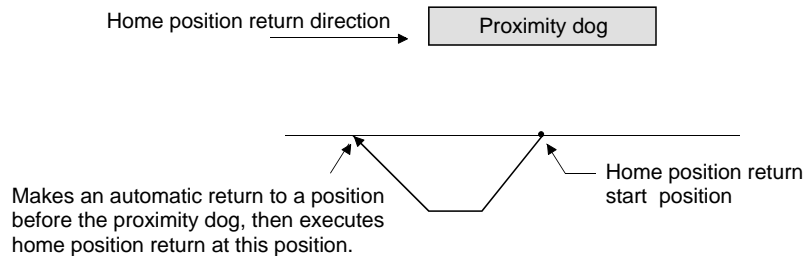 Home position return direction
Proximity dog
Home position return
start position
Makes an automatic return to a position
before the proximity dog, then executes
home position return at this position.